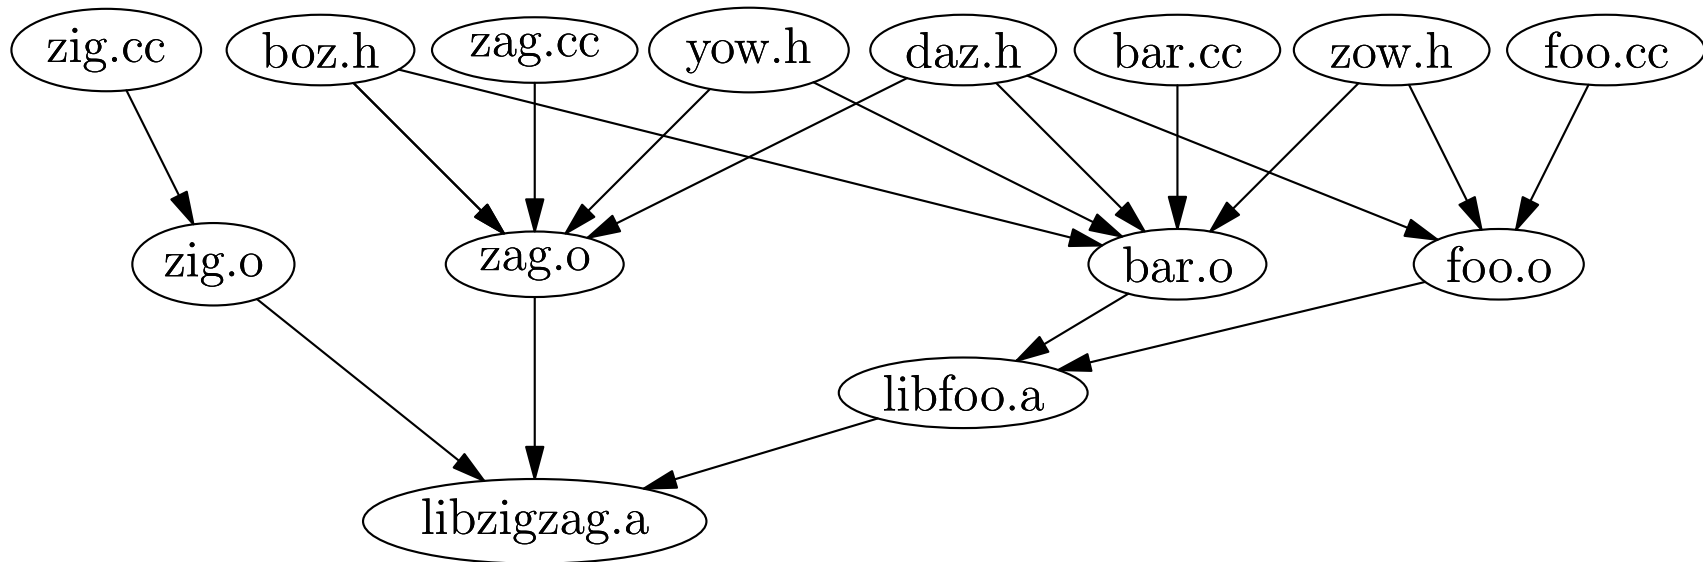 zig.cc
boz.h
zag.cc
yow.h
daz.h
bar.cc
zow.h
foo.cc
zig.o
zag.o
bar.o
foo.o
libfoo.a
libzigzag.a